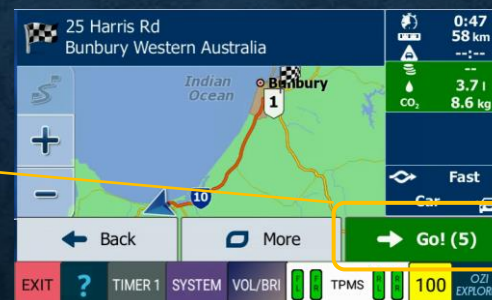 25 Harris Rd
Bunbury Western Australia
0:47
58 km
--:--
--
3.7 l
CO₂ 8.6 kg
Indian
Ocean
Bunbury
1
10
Fast
Car
Back
More
Go! (5)
EXIT
?
TIMER 1
SYSTEM
VOL/BRI
F L
F R
TPMS
R L
R R
100
OZI
EXPLOR